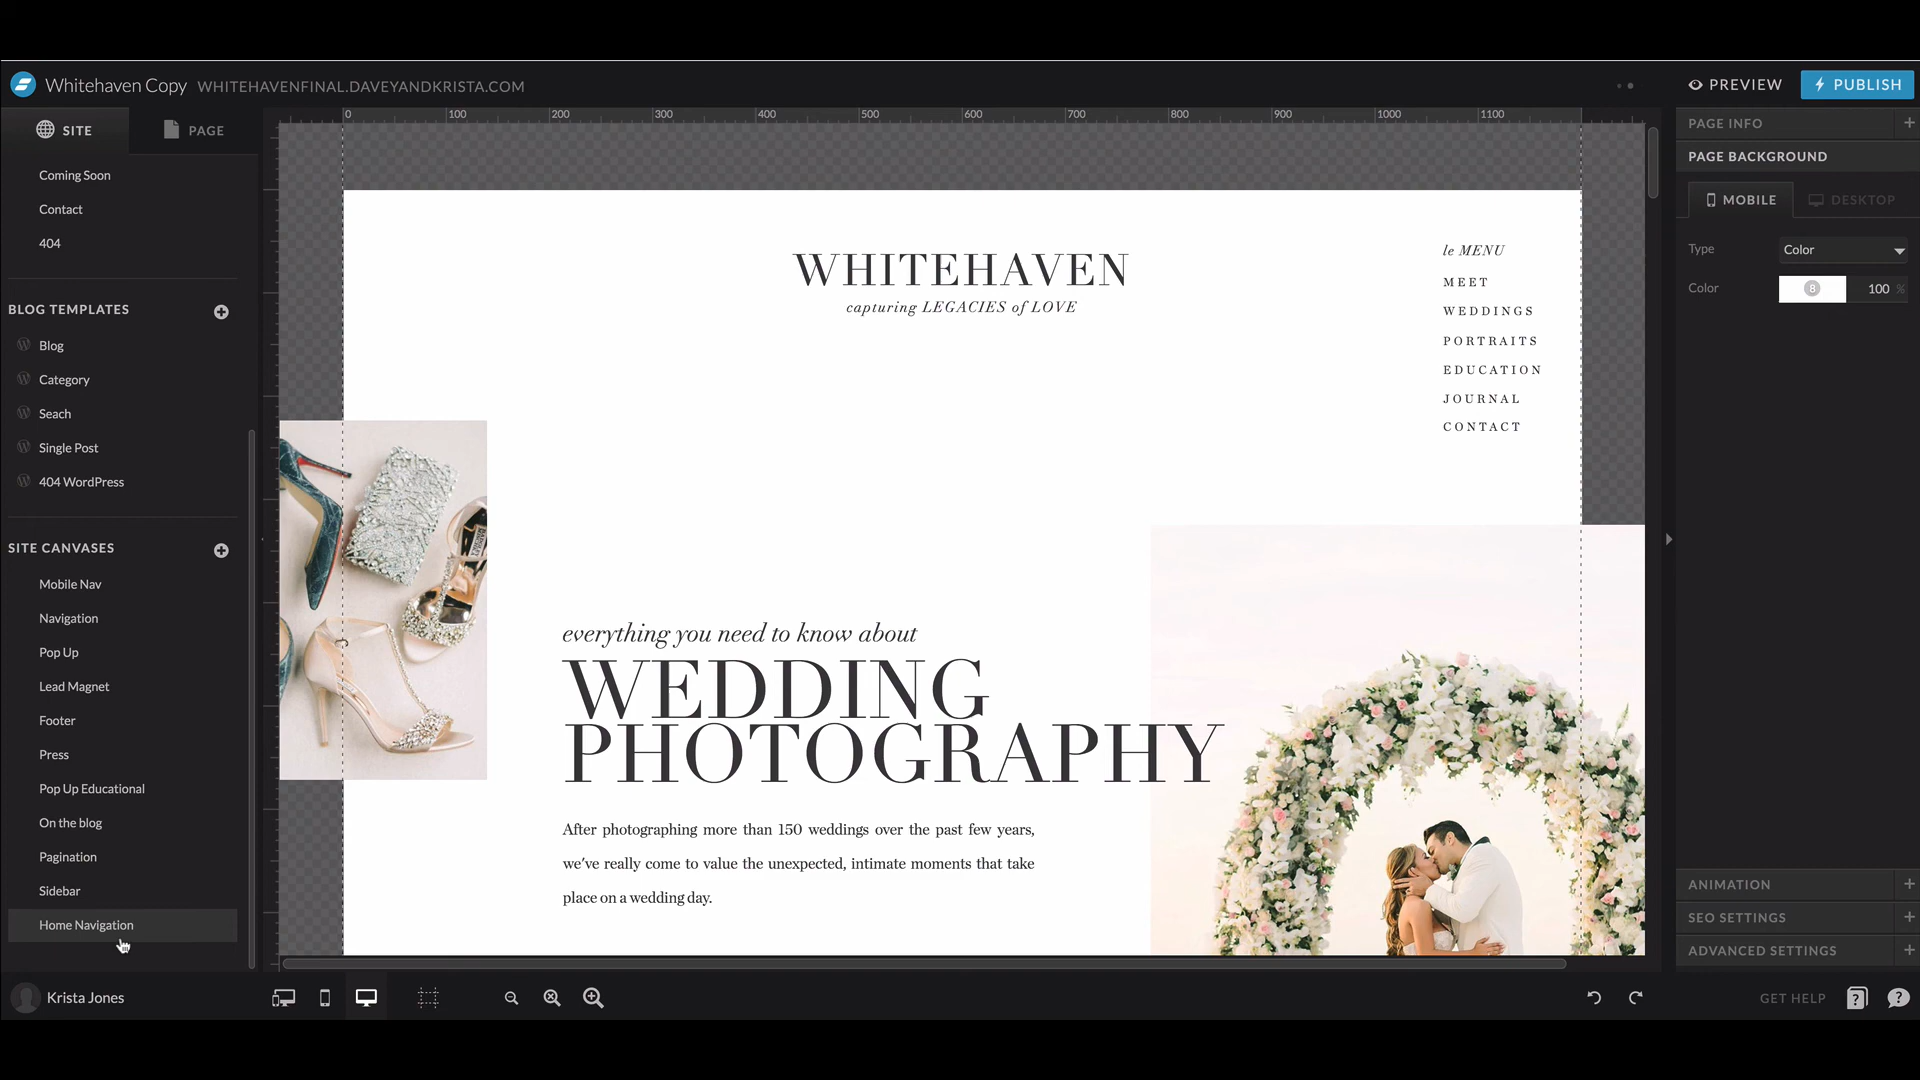 Whitehaven Copy WHITEHAVENFINAL.DAVEYANDKRISTA.COM
PREVIEW
PUBLISH
SITE
PAGE
Coming Soon
Contact
404
BLOG TEMPLATES
Blog
Category
Seach
Single Post
404 WordPress
SITE CANVASES
Mobile Nav
Navigation
Pop Up
Lead Magnet
Footer
Press
Pop Up Educational
On the blog
Pagination
Sidebar
Home Navigation
Krista Jones
0 100 200 300 400 500 600 700 800 900 1000 1100
WHITEHAVEN
capturing LEGACIES of LOVE
le MENU
MEET
WEDDINGS
PORTRAITS
EDUCATION
JOURNAL
CONTACT
everything you need to know about
WEDDING
PHOTOGRAPHY
After photographing more than 150 weddings over the past few years,
we've really come to value the unexpected, intimate moments that take
place on a wedding day.
PAGE INFO
PAGE BACKGROUND
MOBILE
DESKTOP
Type Color
Color 8 100 %
ANIMATION
SEO SETTINGS
ADVANCED SETTINGS
GET HELP